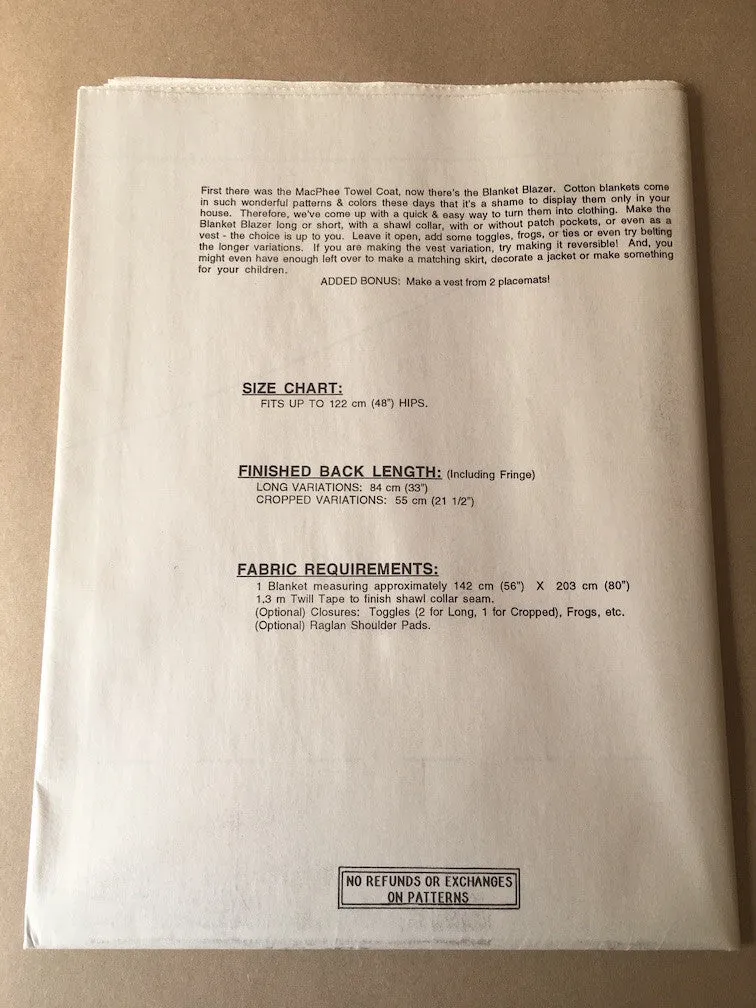 First there was the MacPhee Towel Coat, now there's the Blanket Blazer. Cotton blankets come
in such wonderful patterns & colors these days that it's a shame to display them only in your
house. Therefore, we've come up with a quick & easy way to turn them into clothing. Make the
Blanket Blazer long or short, with a shawl collar, with or without patch pockets, or even as a
vest - the choice is up to you. Leave it open, add some toggles, frogs, or ties or even try belting
the longer variations. If you are making the vest variation, try making it reversible! And, you
might even have enough left over to make a matching skirt, decorate a jacket or make something
for your children.
ADDED BONUS: Make a vest from 2 placemats!
SIZE CHART:
FITS UP TO 122 cm (48") HIPS.
FINISHED BACK LENGTH: (Including Fringe)
LONG VARIATIONS: 84 cm (33")
CROPPED VARIATIONS: 55 cm (21 1/2")
FABRIC REQUIREMENTS:
1 Blanket measuring approximately 142 cm (56") X 203 cm (80")
1.3 m Twill Tape to finish shawl collar seam.
(Optional) Closures: Toggles (2 for Long, 1 for Cropped), Frogs, etc.
(Optional) Raglan Shoulder Pads.
NO REFUNDS OR EXCHANGES
ON PATTERNS